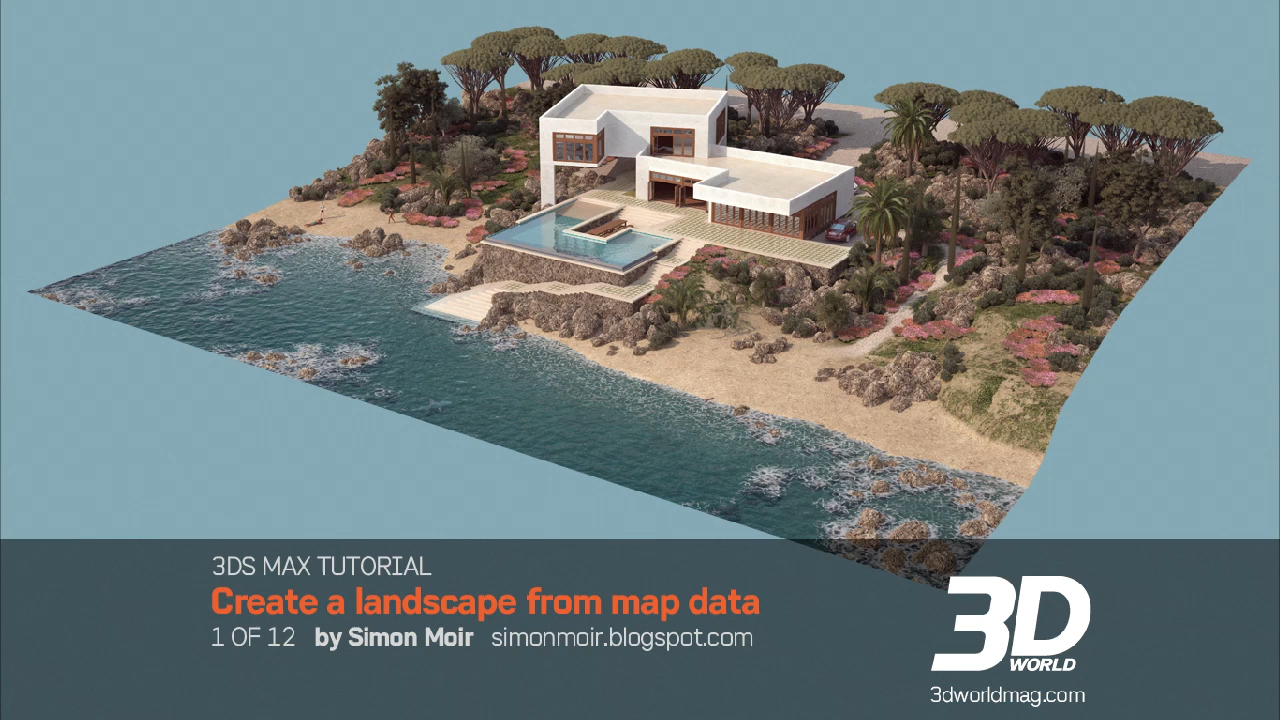 3DS MAX TUTORIAL
Create a landscape from map data
1 OF 12 by Simon Moir simonmoir.blogspot.com
3D
WORLD
3dworldmag.com